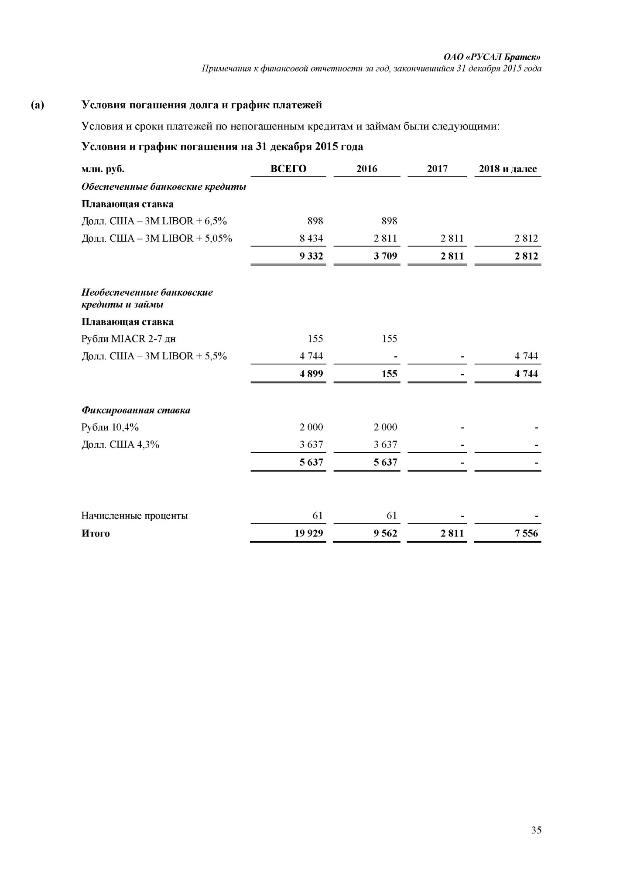 ОАО «РУСАЛ Братск»
Примечания к финансовой отчетности за год, закончившийся 31 декабря 2015 года
(a) Условия погашения долга и график платежей
Условия и сроки платежей по непогашенным кредитам и займам были следующими:
Условия и график погашения на 31 декабря 2015 года
млн. руб. ВСЕГО 2016 2017 2018 и далее
Обеспеченные банковские кредиты
Плавающая ставка
Долл. США – 3M LIBOR + 6,5% 898 898
Долл. США – 3M LIBOR + 5,05% 8 434 2 811 2 811 2 812
9 332 3 709 2 811 2 812
Необеспеченные банковские
кредиты и займы
Плавающая ставка
Рубли MIACR 2-7 дн 155 155
Долл. США – 3M LIBOR + 5,5% 4 744 - - 4 744
4 899 155 - 4 744
Фиксированная ставка
Рубли 10,4% 2 000 2 000 - -
Долл. США 4,3% 3 637 3 637 - -
5 637 5 637 - -
Начисленные проценты 61 61 - -
Итого 19 929 9 562 2 811 7 556
35